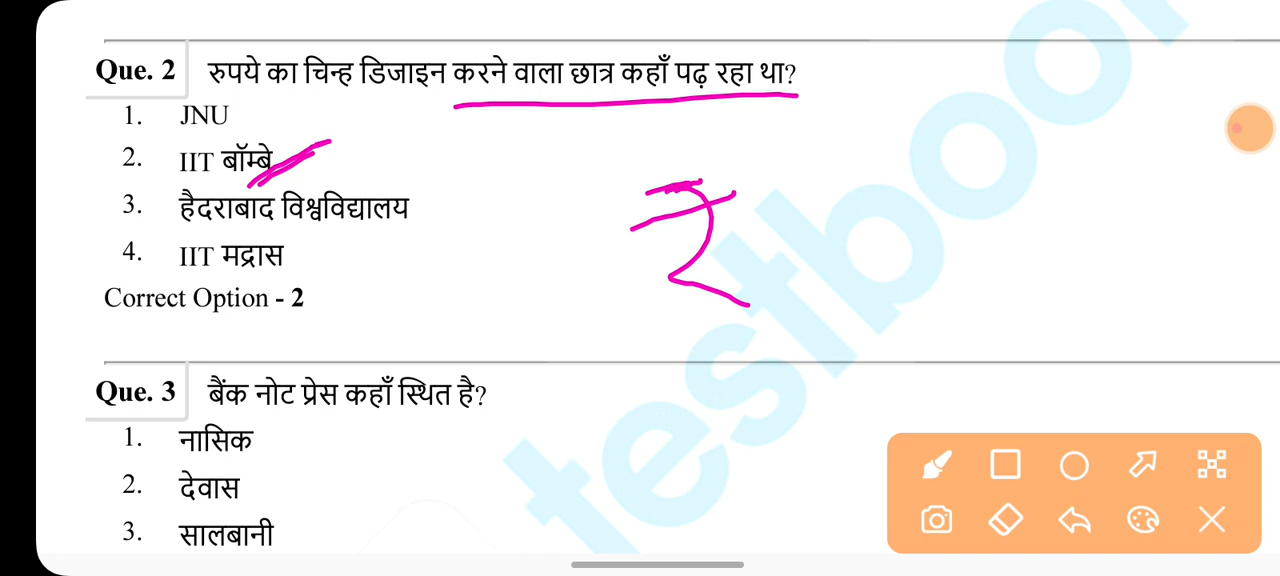 Que. 2 रुपये का चिन्ह डिजाइन करने वाला छात्र कहाँ पढ़ रहा था?
1. JNU
2. IIT बॉम्बे
3. हैदराबाद विश्वविद्यालय
4. IIT मद्रास
₹
Correct Option - 2
Que. 3 बैंक नोट प्रेस कहाँ स्थित है?
1. नासिक
2. देवास
3. सालबानी
testboo